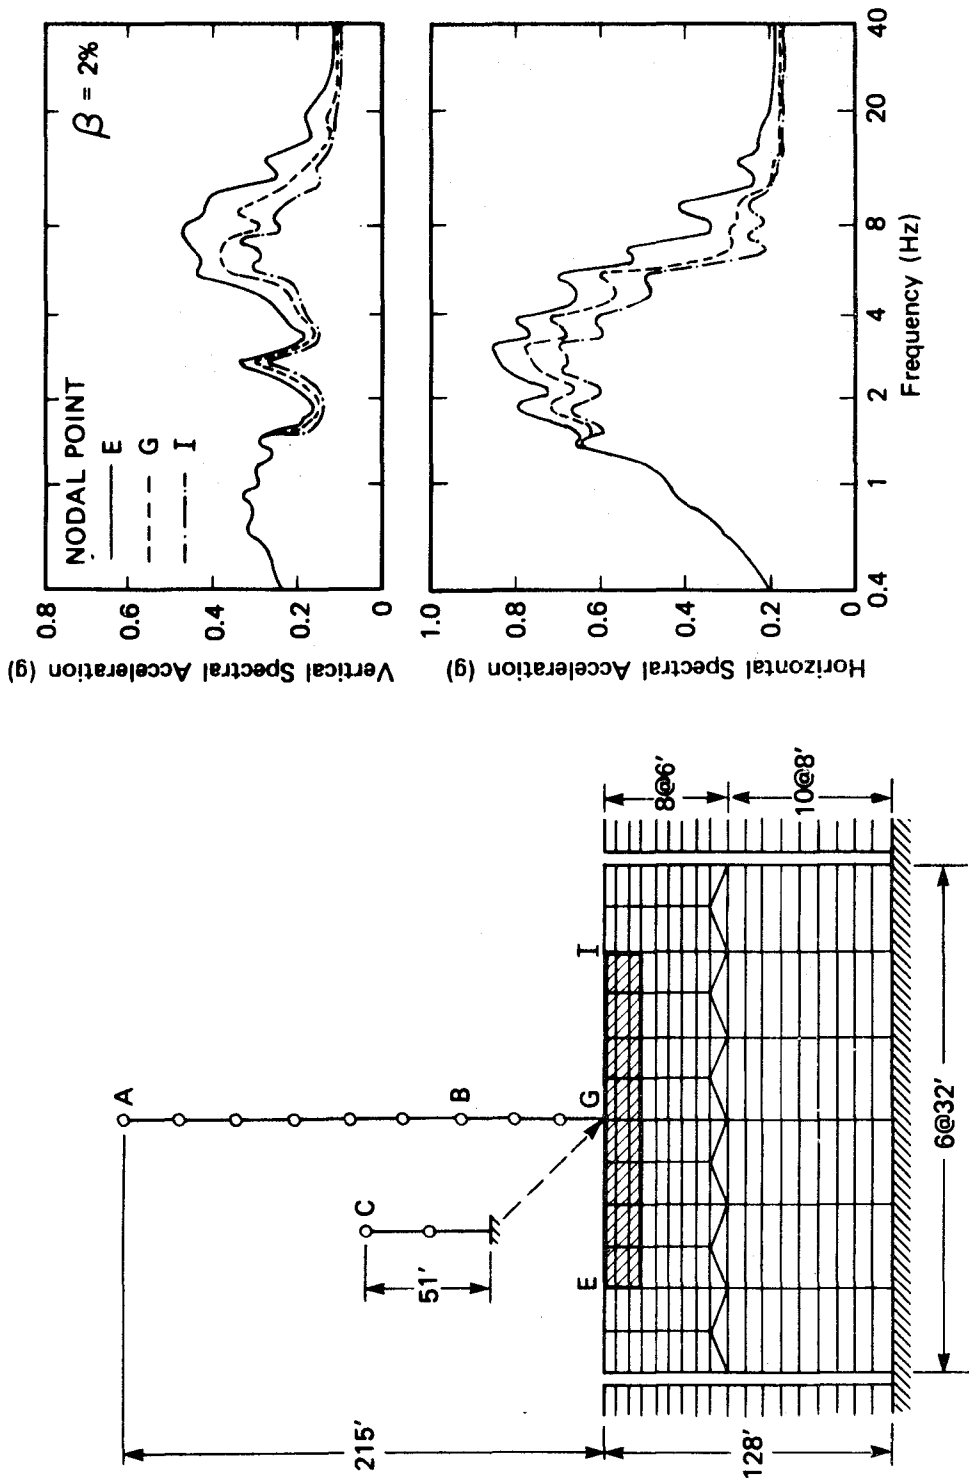 0.8
0.6
0.4
0.2
0
Vertical Spectral Acceleration (g)
NODAL POINT
E
G
I
β = 2%
1.0
0.8
0.6
0.4
0.2
0
Horizontal Spectral Acceleration (g)
0.4
1
2
4
8
20
40
Frequency (Hz)
A
B
C
51'
215'
E
G
I
8@6'
10@8'
128'
6@32'